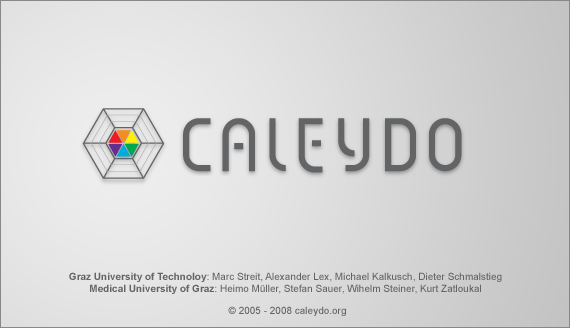 CALEYDO
Graz University of Technoloy: Marc Streit, Alexander Lex, Michael Kalkusch, Dieter Schmalstieg
Medical University of Graz: Heimo Müller, Stefan Sauer, Wihelm Steiner, Kurt Zatloukal
© 2005 - 2008 caleydo.org